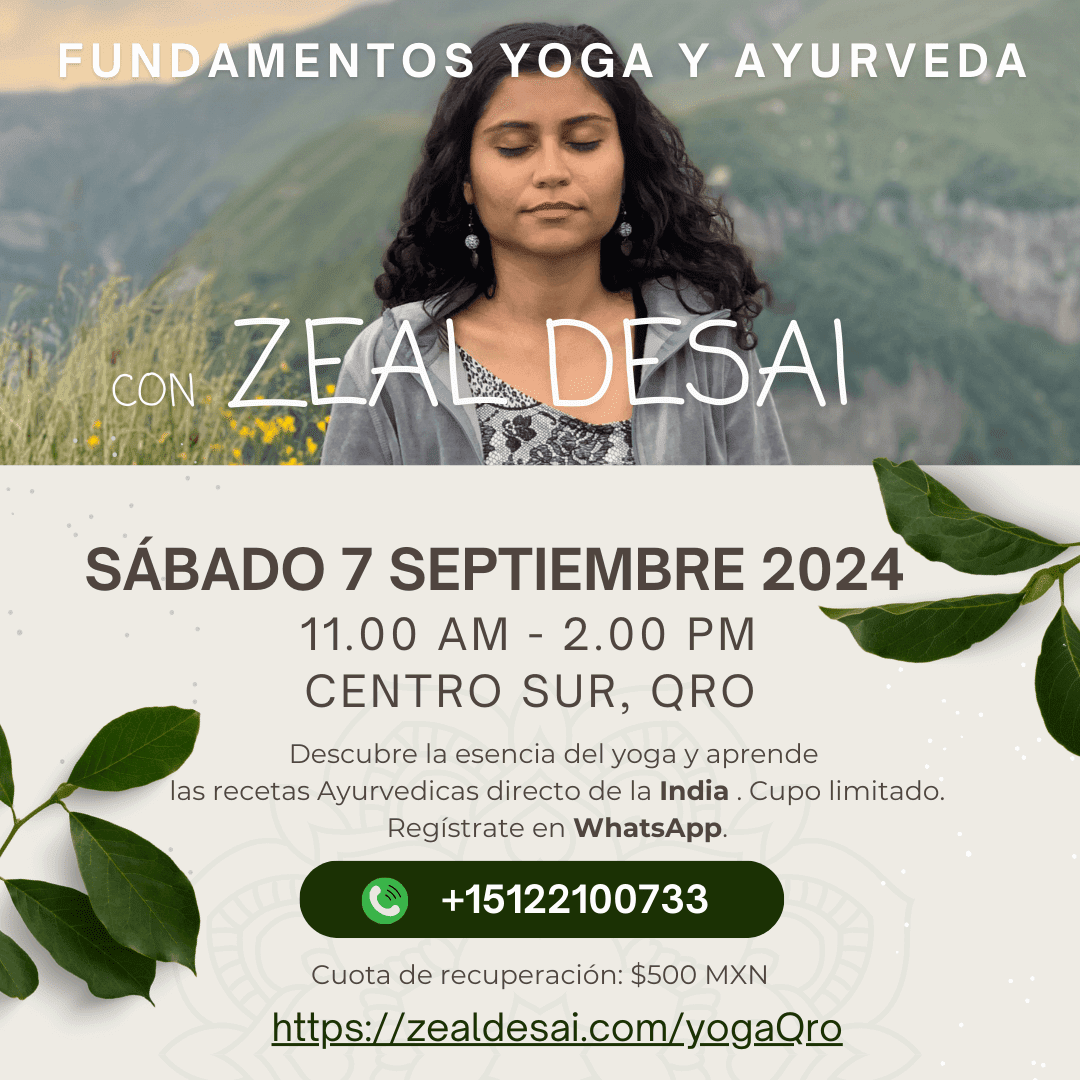 FUNDAMENTOS YOGA Y AYURVEDA
CON ZEAL DESAI
SÁBADO 7 SEPTIEMBRE 2024
11.00 AM - 2.00 PM
CENTRO SUR, QRO
Descubre la esencia del yoga y aprende
las recetas Ayurvedicas directo de la India . Cupo limitado.
Regístrate en WhatsApp.
+15122100733
Cuota de recuperación: $500 MXN
https://zealdesai.com/yogaQro